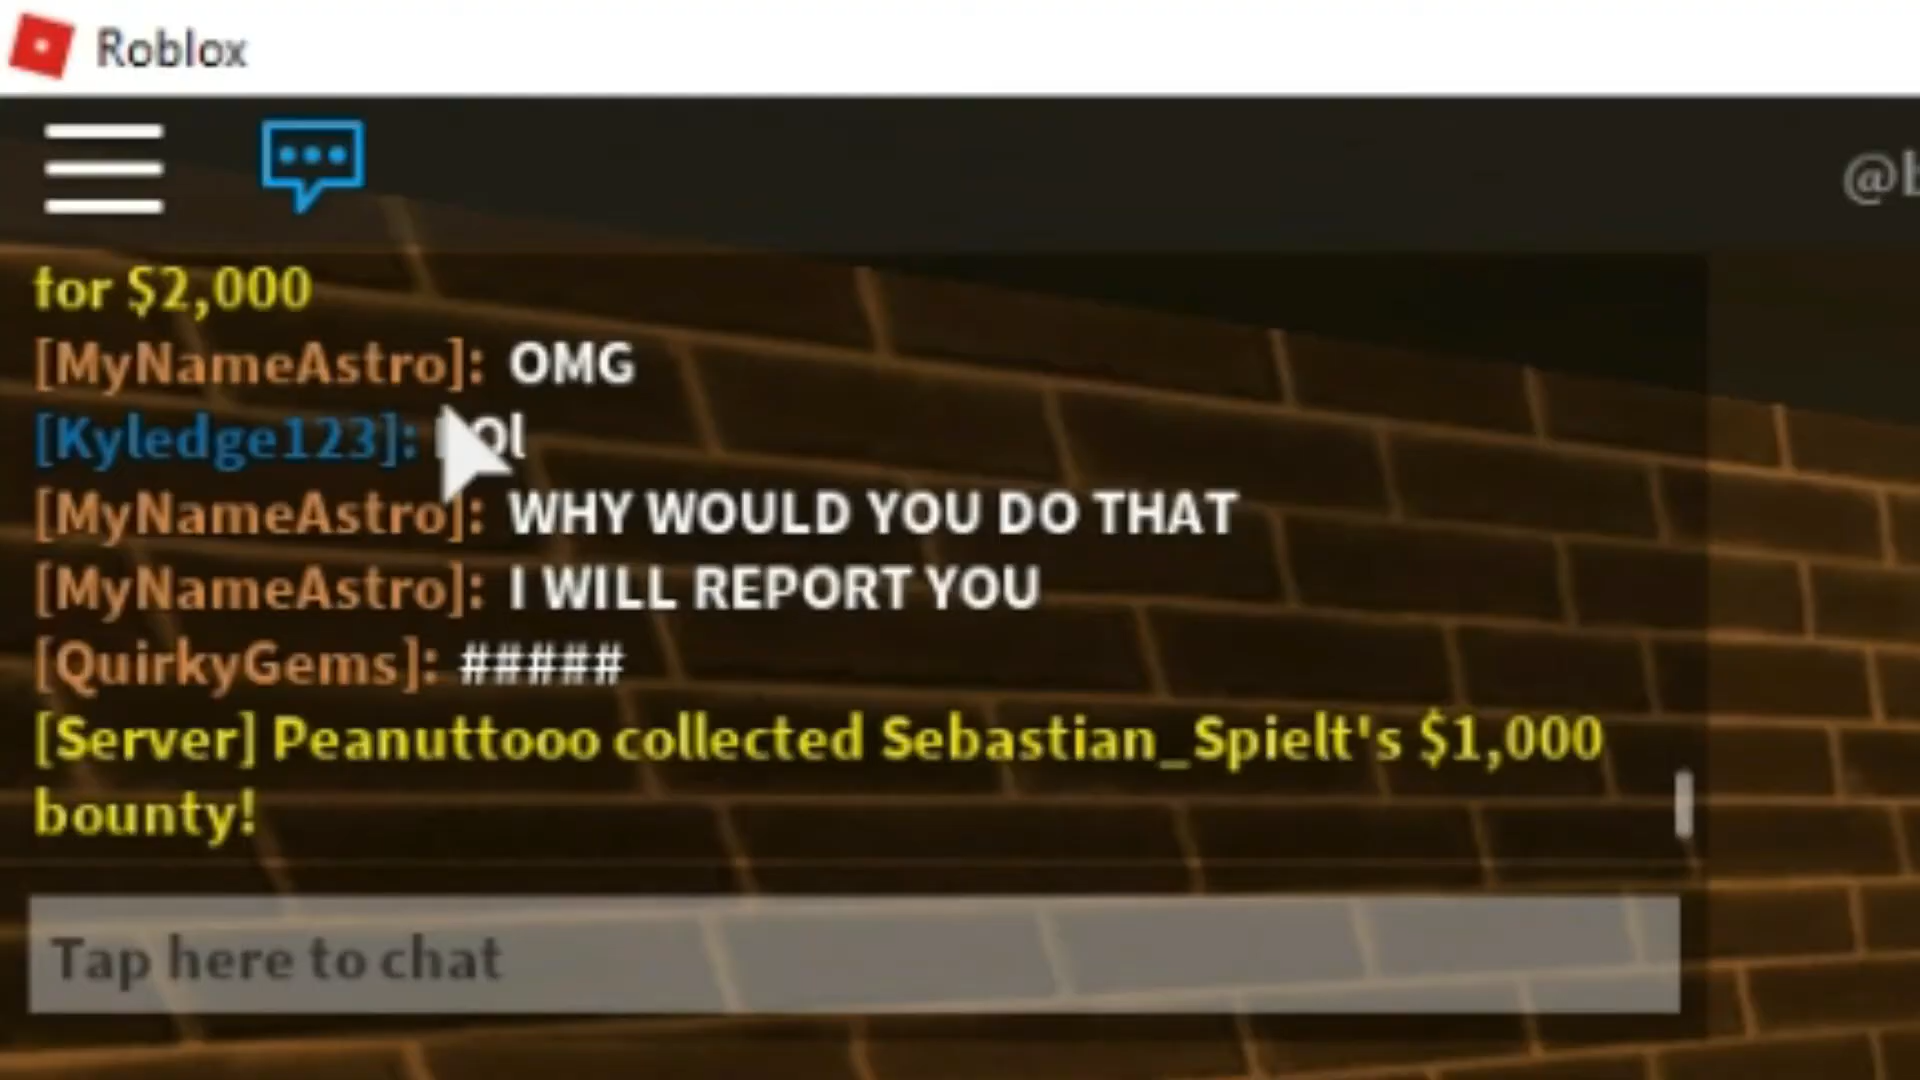 Roblox
for $2,000
[MyNameAstro]: OMG
[Kyledge123]:
[MyNameAstro]: WHY WOULD YOU DO THAT
[MyNameAstro]: I WILL REPORT YOU
[QuirkyGems]: #####
[Server] Peanuttooo collected Sebastian_Spielt's $1,000
bounty!
Tap here to chat